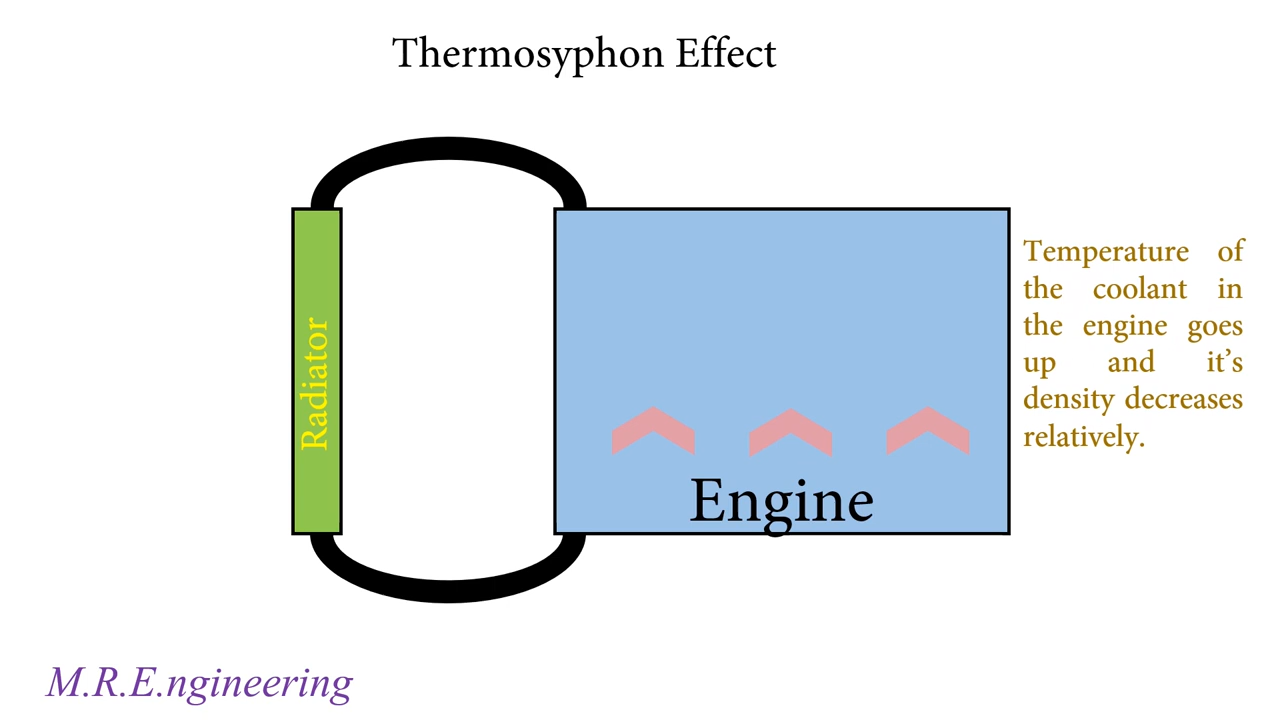 Thermosyphon Effect
Radiator
Engine
Temperature of
the coolant in
the engine goes
up and it’s
density decreases
relatively.
M.R.E.ngineering